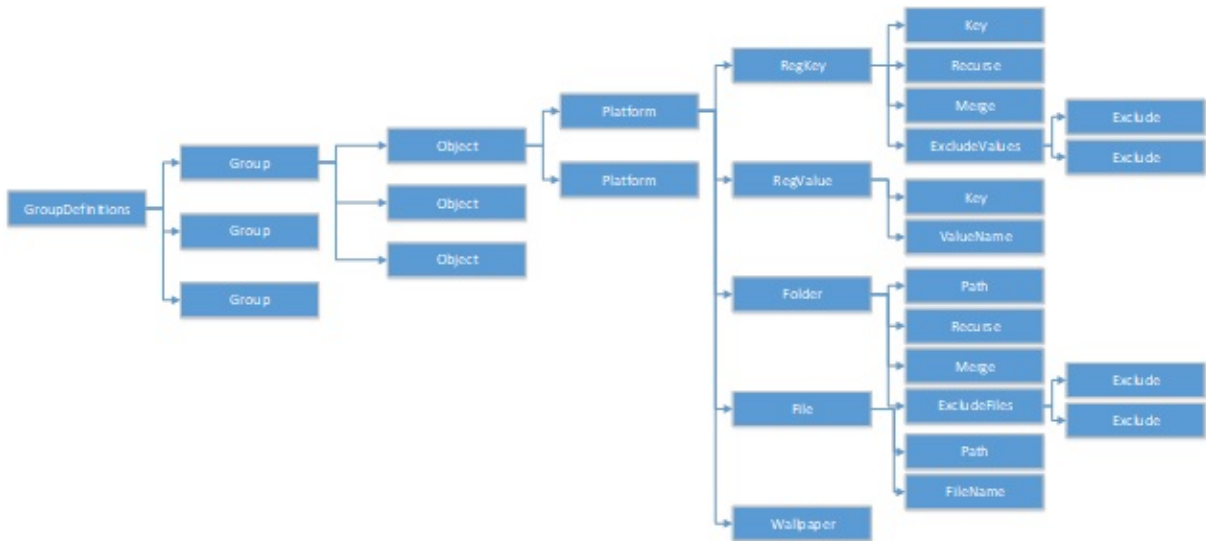 Key
RegKey
Recurse
Platform
Merge
Exclude
Object
ExcludeValues
Group
Exclude
Platform
RegValue
Key
GroupDefinitions
Object
Group
ValueName
Object
Folder
Path
Group
Recurse
Merge
Exclude
File
ExcludeFiles
Exclude
Path
FileName
Wallpaper